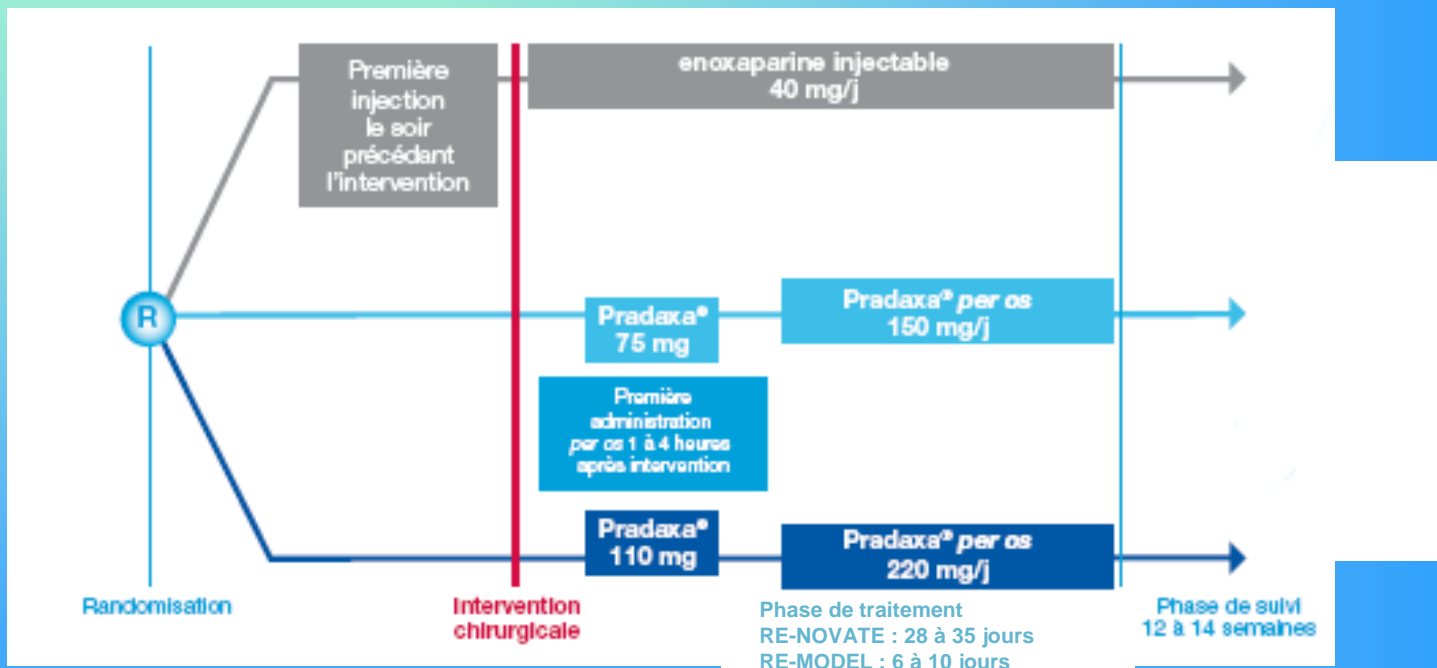 Première
injection
le soir
précédant
l'intervention
enoxaparine injectable
40 mg/j
R
Pradaxa®
75 mg
Pradaxa® per os
150 mg/j
Première
administration
per os 1 à 4 heures
après intervention
Pradaxa®
110 mg
Pradaxa® per os
220 mg/j
Randomisation
Intervention
chirurgicale
Phase de traitement
RE-NOVATE : 28 à 35 jours
RE-MODEL : 6 à 10 jours
Phase de suivi
12 à 14 semaines